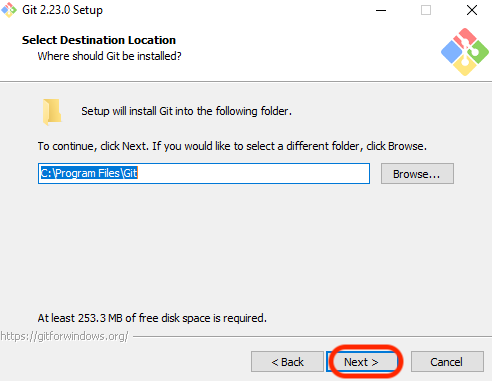 Git 2.23.0 Setup
Select Destination Location
Where should Git be installed?
Setup will install Git into the following folder.
To continue, click Next. If you would like to select a different folder, click Browse.
C:\Program Files\Git
Browse...
At least 253.3 MB of free disk space is required.
https://gitforwindows.org/
< Back
Next >
Cancel